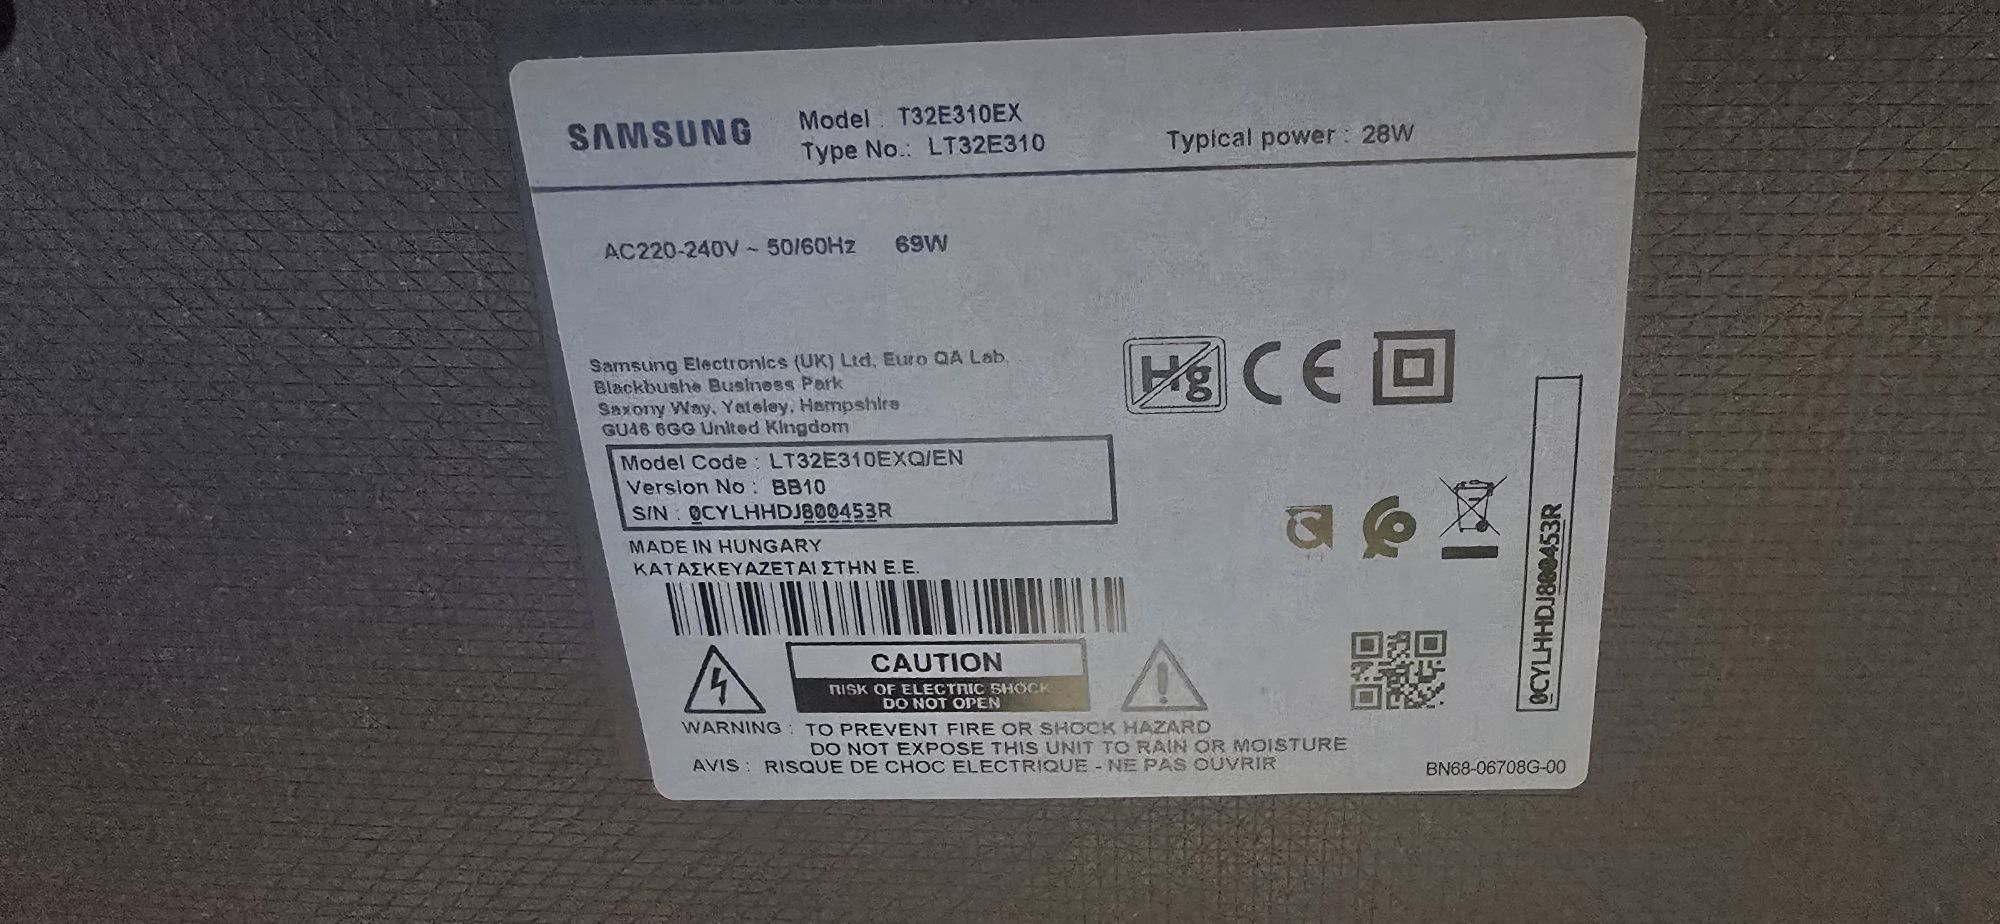 SAMSUNG
Model : T32E310EX
Type No.: LT32E310
Typical power : 28W
AC220-240V ~ 50/60Hz 69W
Samsung Electronics (UK) Ltd, Euro QA Lab.
Blackbushe Business Park
Saxony Way, Yateley, Hampshire
GU46 6GG United Kingdom
Hg
CE
Model Code : LT32E310EXQ/EN
Version No : BB10
S/N : 0CYLHHDJ800453R
MADE IN HUNGARY
ΚΑΤΑΣΚΕΥΑΖΕΤΑΙ ΣΤΗΝ Ε.Ε.
0CYLHHDJ800453R
CAUTION
RISK OF ELECTRIC SHOCK
DO NOT OPEN
WARNING : TO PREVENT FIRE OR SHOCK HAZARD
DO NOT EXPOSE THIS UNIT TO RAIN OR MOISTURE
AVIS : RISQUE DE CHOC ELECTRIQUE - NE PAS OUVRIR
BN68-06708G-00